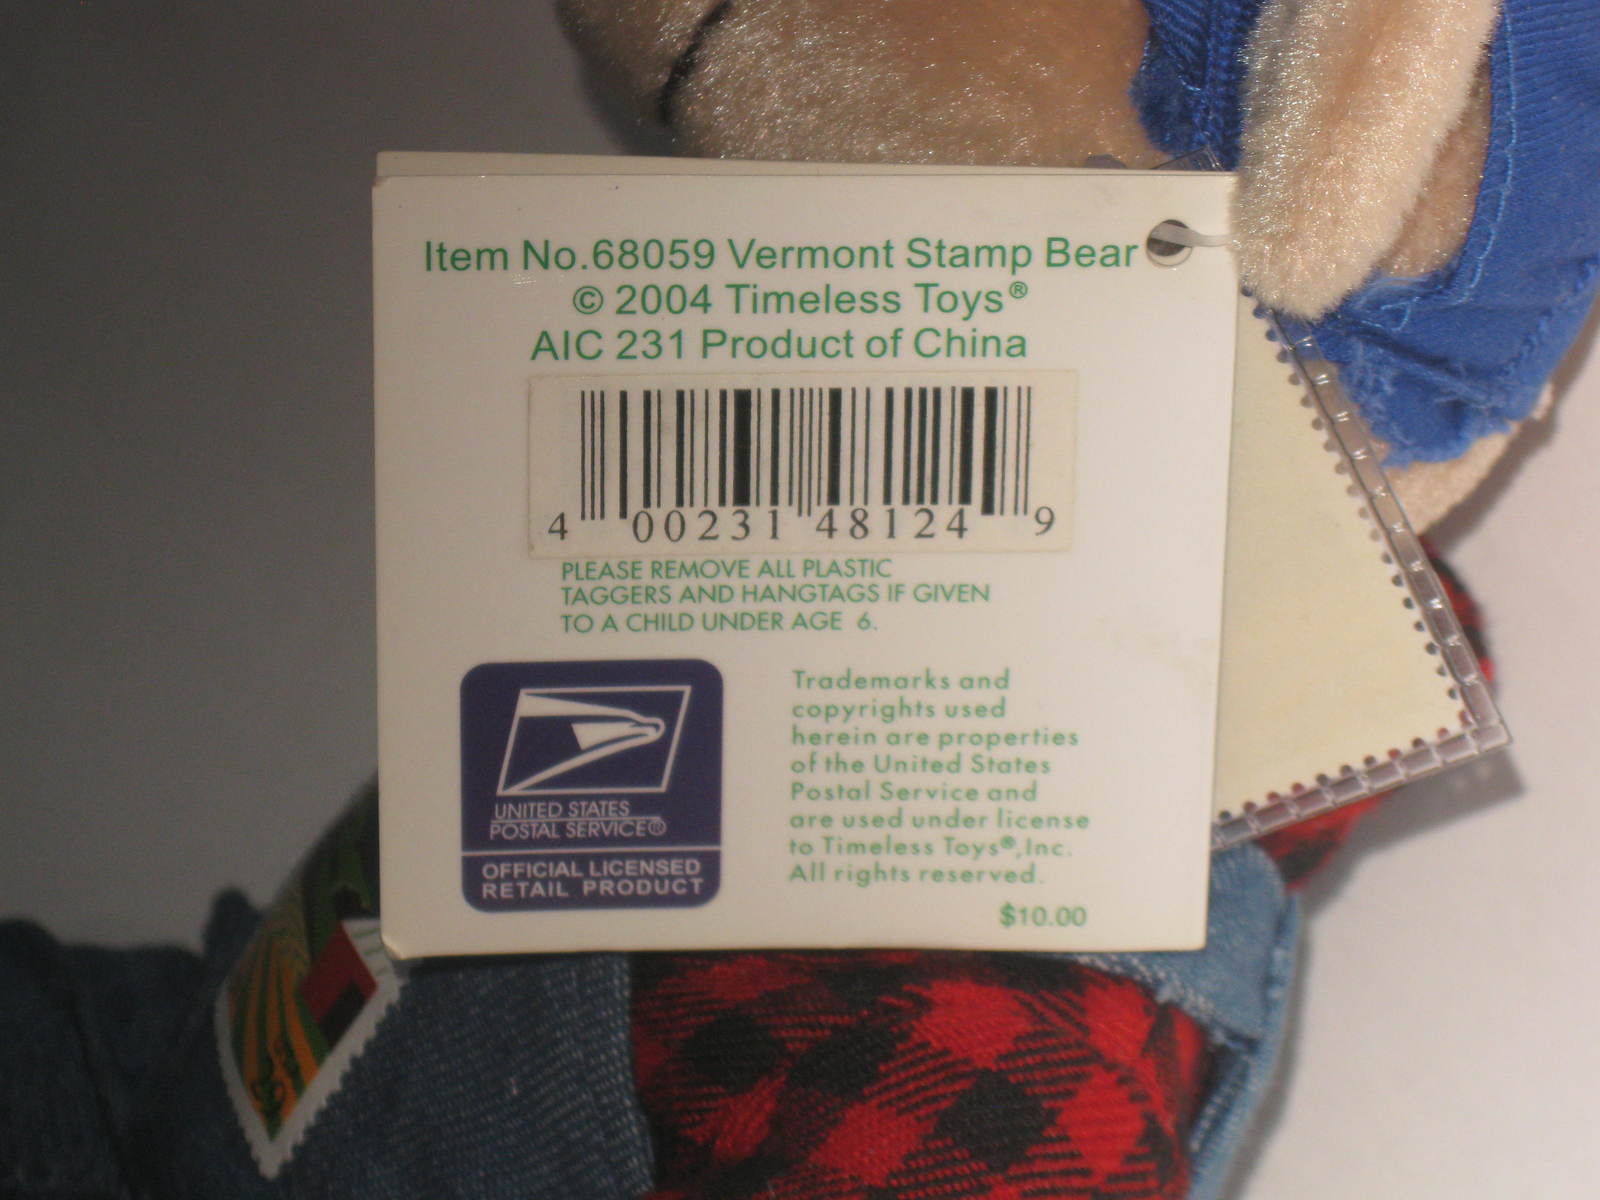 Item No.68059 Vermont Stamp Bear
© 2004 Timeless Toys®
AIC 231 Product of China
4 00231 48124 9
PLEASE REMOVE ALL PLASTIC
TAGGERS AND HANGTAGS IF GIVEN
TO A CHILD UNDER AGE 6.
UNITED STATES
POSTAL SERVICE®
OFFICIAL LICENSED
RETAIL PRODUCT
Trademarks and
copyrights used
herein are properties
of the United States
Postal Service and
are used under license
to Timeless Toys®,Inc.
All rights reserved.
$10.00